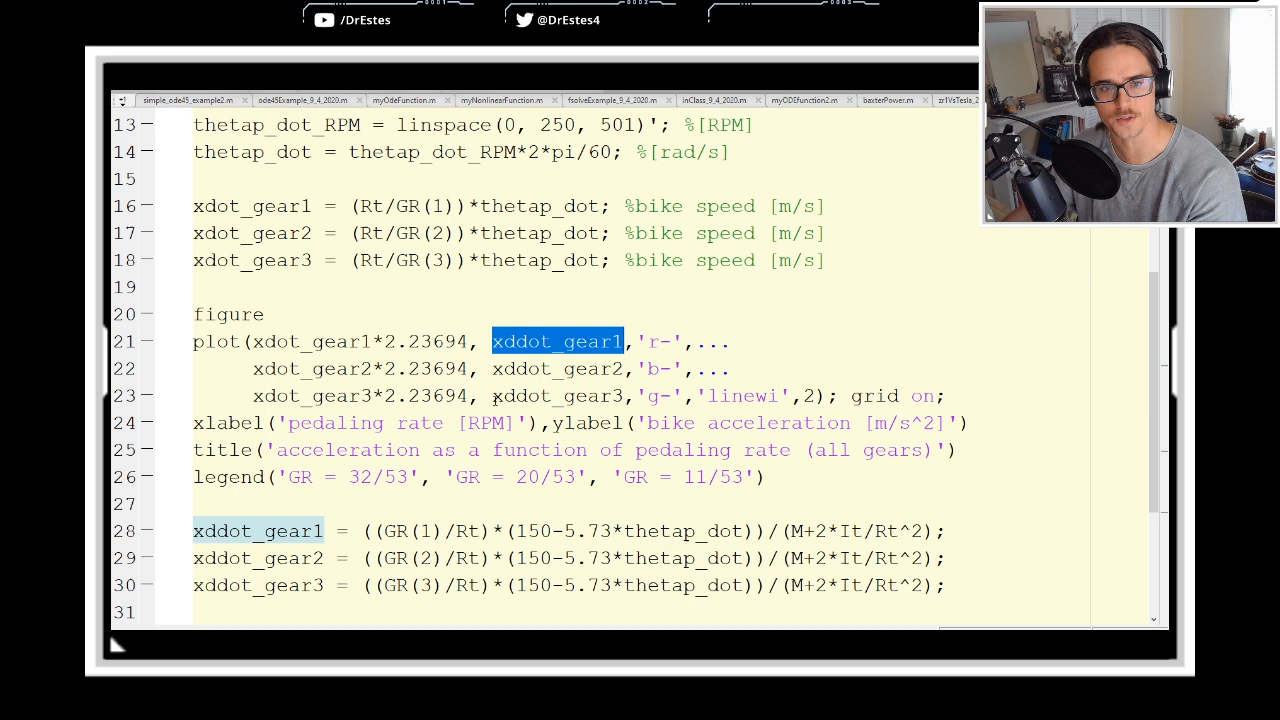 0001 0002 0003
/DrEstes @DrEstes4
simple_ode45_example2.m ode45Example_9_4_2020.m myOdeFunction.m myNonlinearFunction.m fsolveExample_9_4_2020.m inClass_9_4_2020.m myODEfunction2.m baxterPower.m zr1VsTesla_2
13 thetap_dot_RPM = linspace(0, 250, 501)'; %[RPM]
14 thetap_dot = thetap_dot_RPM*2*pi/60; %[rad/s]
15
16 xdot_gear1 = (Rt/GR(1))*thetap_dot; %bike speed [m/s]
17 xdot_gear2 = (Rt/GR(2))*thetap_dot; %bike speed [m/s]
18 xdot_gear3 = (Rt/GR(3))*thetap_dot; %bike speed [m/s]
19
20 figure
21 plot(xdot_gear1*2.23694, xddot_gear1,'r-',...
22 xdot_gear2*2.23694, xddot_gear2,'b-',...
23 xdot_gear3*2.23694, xddot_gear3,'g-','linewi',2); grid on;
24 xlabel('pedaling rate [RPM]'),ylabel('bike acceleration [m/s^2]')
25 title('acceleration as a function of pedaling rate (all gears)')
26 legend('GR = 32/53', 'GR = 20/53', 'GR = 11/53')
27
28 xddot_gear1 = ((GR(1)/Rt)*(150-5.73*thetap_dot))/(M+2*It/Rt^2);
29 xddot_gear2 = ((GR(2)/Rt)*(150-5.73*thetap_dot))/(M+2*It/Rt^2);
30 xddot_gear3 = ((GR(3)/Rt)*(150-5.73*thetap_dot))/(M+2*It/Rt^2);
31